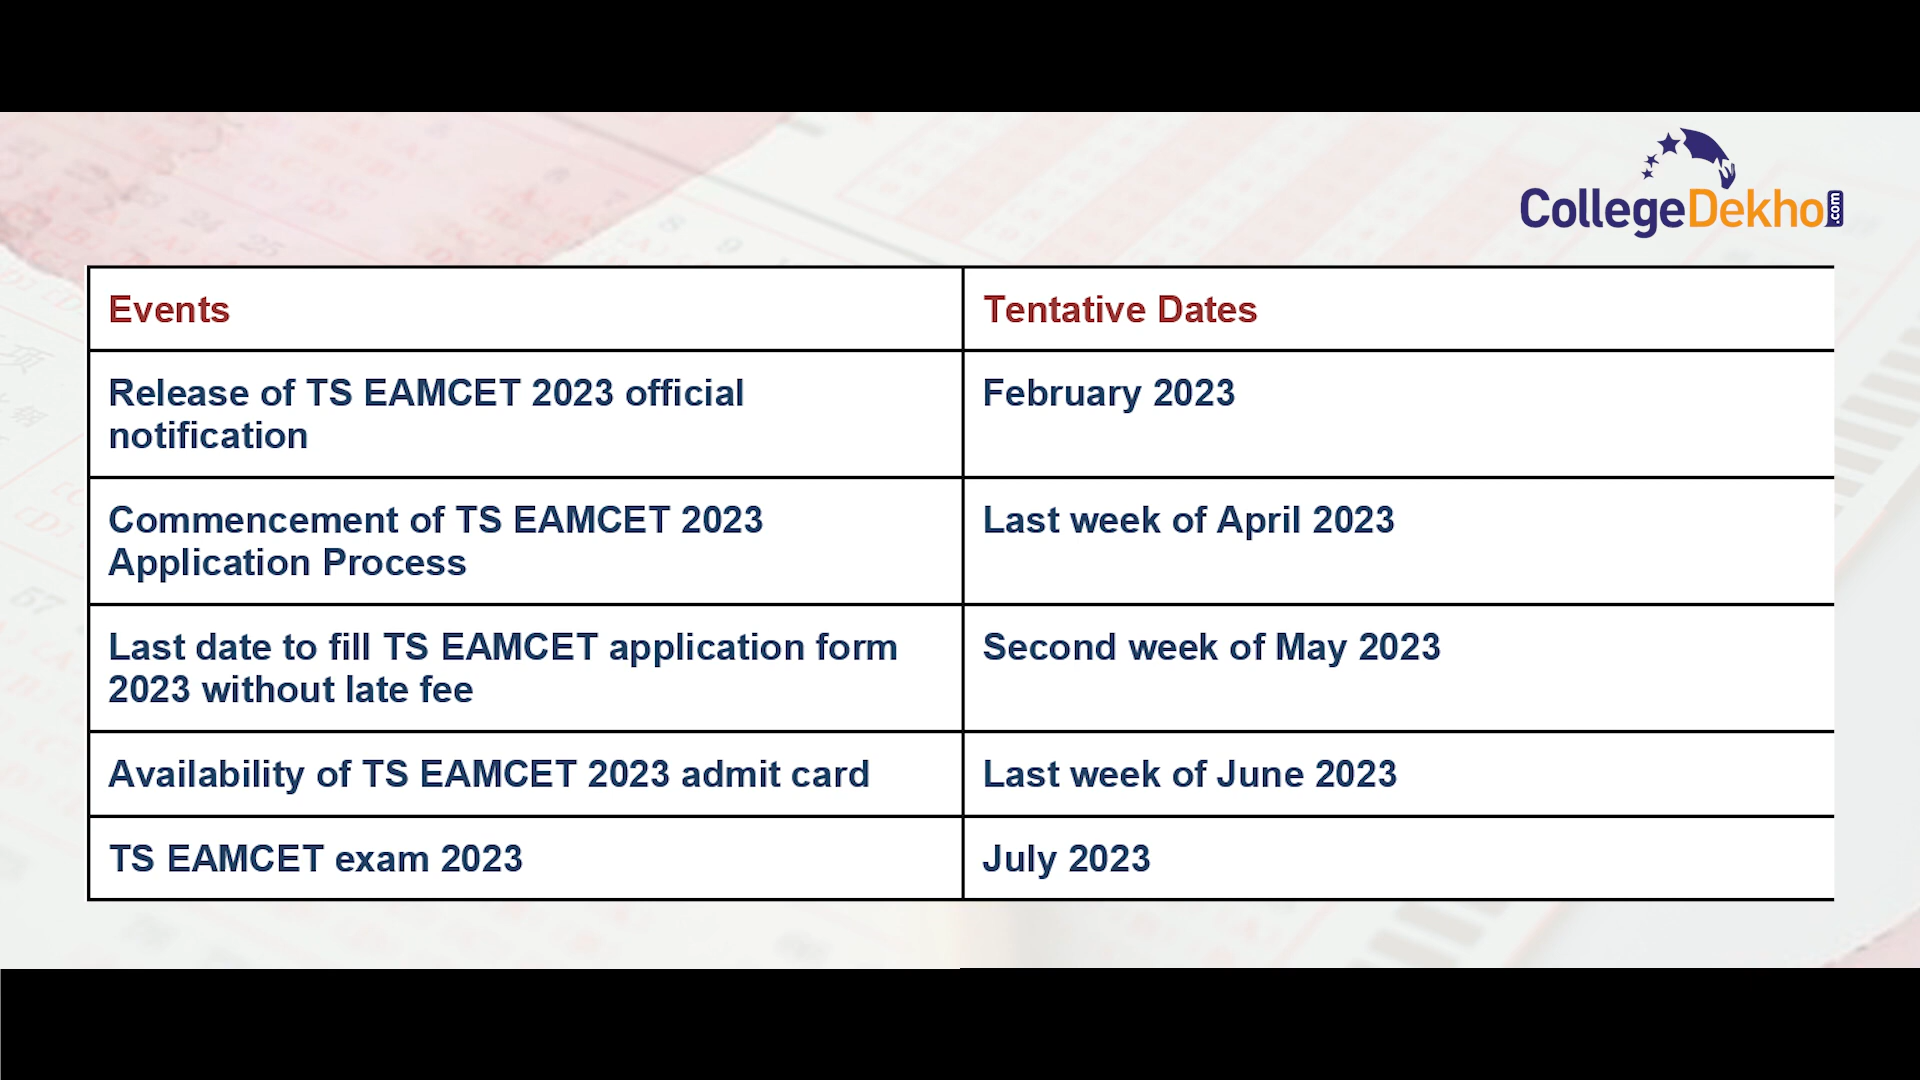 CollegeDekho.com
Events
Tentative Dates
Release of TS EAMCET 2023 official
notification
February 2023
Commencement of TS EAMCET 2023
Application Process
Last week of April 2023
Last date to fill TS EAMCET application form
2023 without late fee
Second week of May 2023
Availability of TS EAMCET 2023 admit card
Last week of June 2023
TS EAMCET exam 2023
July 2023